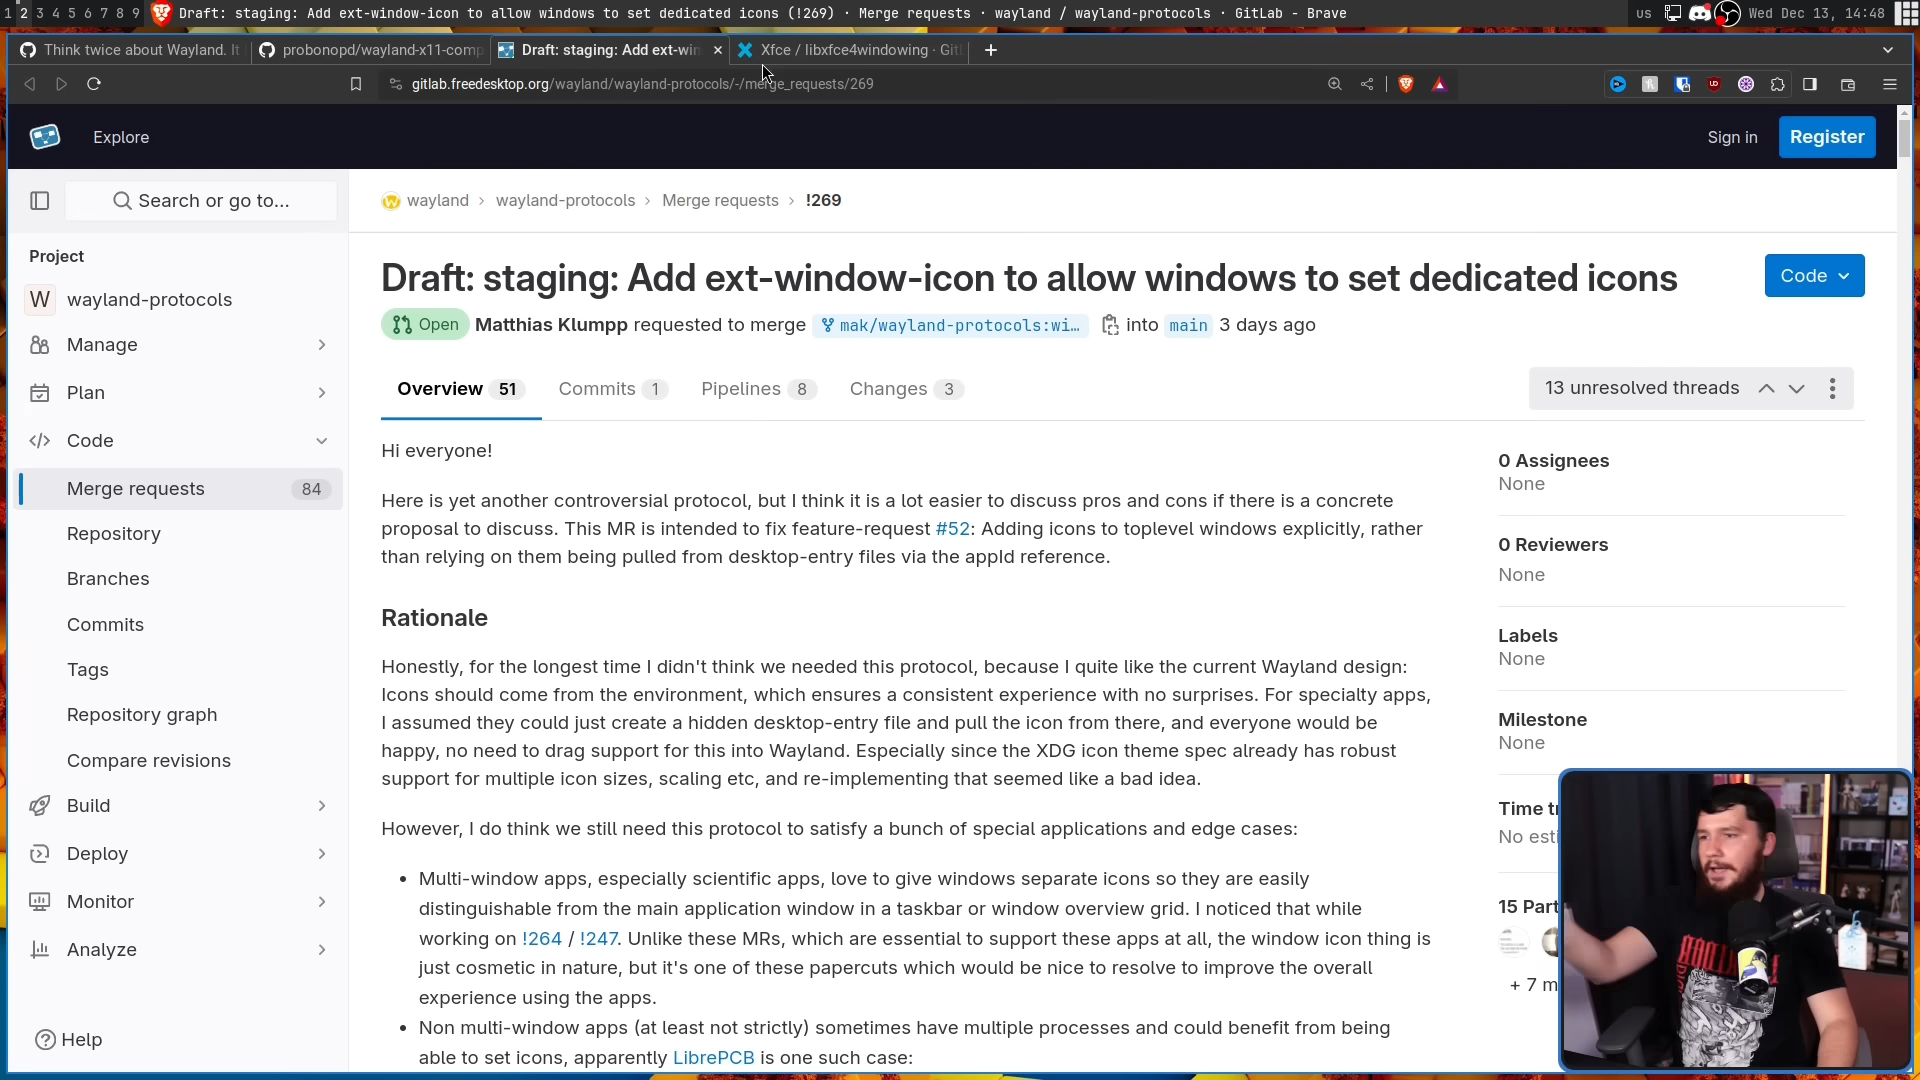 1 2 3 4 5 6 7 8 9 Draft: staging: Add ext-window-icon to allow windows to set dedicated icons (!269) · Merge requests · wayland / wayland-protocols · GitLab - Brave us Wed Dec 13, 14:48
Think twice about Wayland. It probonopd/wayland-x11-comp Draft: staging: Add ext-win Xfce / libxfce4windowing · Git
gitlab.freedesktop.org/wayland/wayland-protocols/-/merge_requests/269
Explore Sign in Register
Search or go to... wayland › wayland-protocols › Merge requests › !269
Project
W wayland-protocols
Manage
Plan
Code
Merge requests 84
Repository
Branches
Commits
Tags
Repository graph
Compare revisions
Build
Deploy
Monitor
Analyze
Help
Draft: staging: Add ext-window-icon to allow windows to set dedicated icons Code
Open Matthias Klumpp requested to merge mak/wayland-protocols:wi… into main 3 days ago
Overview 51 Commits 1 Pipelines 8 Changes 3 13 unresolved threads
Hi everyone!
Here is yet another controversial protocol, but I think it is a lot easier to discuss pros and cons if there is a concrete
proposal to discuss. This MR is intended to fix feature-request #52: Adding icons to toplevel windows explicitly, rather
than relying on them being pulled from desktop-entry files via the appId reference.
Rationale
Honestly, for the longest time I didn't think we needed this protocol, because I quite like the current Wayland design:
Icons should come from the environment, which ensures a consistent experience with no surprises. For specialty apps,
I assumed they could just create a hidden desktop-entry file and pull the icon from there, and everyone would be
happy, no need to drag support for this into Wayland. Especially since the XDG icon theme spec already has robust
support for multiple icon sizes, scaling etc, and re-implementing that seemed like a bad idea.
However, I do think we still need this protocol to satisfy a bunch of special applications and edge cases:
• Multi-window apps, especially scientific apps, love to give windows separate icons so they are easily
distinguishable from the main application window in a taskbar or window overview grid. I noticed that while
working on !264 / !247. Unlike these MRs, which are essential to support these apps at all, the window icon thing is
just cosmetic in nature, but it's one of these papercuts which would be nice to resolve to improve the overall
experience using the apps.
• Non multi-window apps (at least not strictly) sometimes have multiple processes and could benefit from being
able to set icons, apparently LibrePCB is one such case:
0 Assignees
None
0 Reviewers
None
Labels
None
Milestone
None
Time tr
No esti
15 Part
+ 7 m